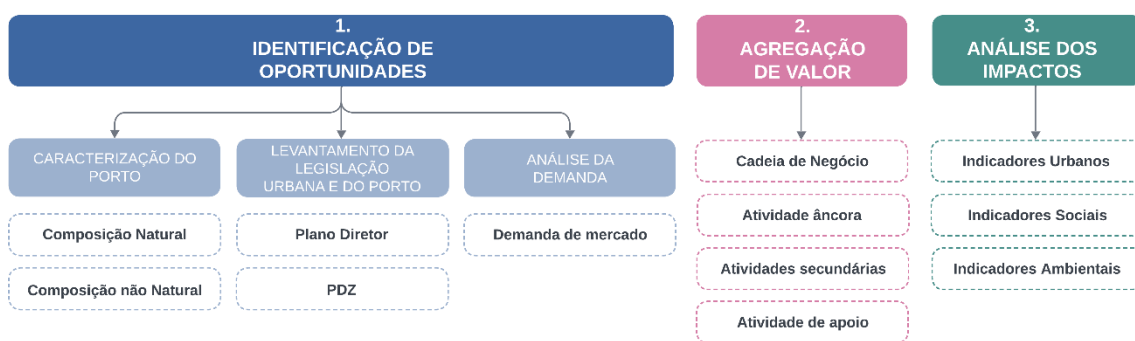 1.
IDENTIFICAÇÃO DE
OPORTUNIDADES
2.
AGREGAÇÃO
DE VALOR
3.
ANÁLISE DOS
IMPACTOS
CARACTERIZAÇÃO DO
PORTO
LEVANTAMENTO DA
LEGISLAÇÃO
URBANA E DO PORTO
ANÁLISE DA
DEMANDA
Composição Natural
Composição não Natural
Plano Diretor
PDZ
Demanda de mercado
Cadeia de Negócio
Atividade âncora
Atividades secundárias
Atividade de apoio
Indicadores Urbanos
Indicadores Sociais
Indicadores Ambientais